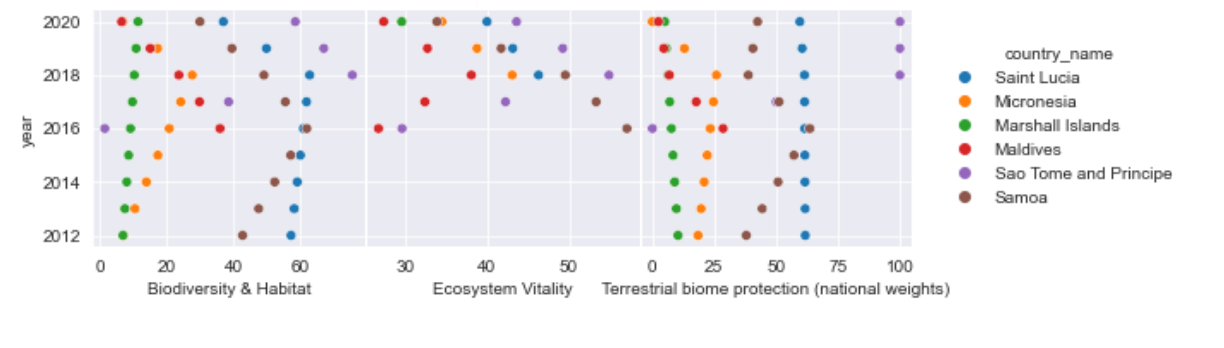 2020
2018
2016
2014
2012
year
0 20 40 60
30 40 50
0 25 50 75 100
Biodiversity & Habitat
Ecosystem Vitality
Terrestrial biome protection (national weights)
country_name
Saint Lucia
Micronesia
Marshall Islands
Maldives
Sao Tome and Principe
Samoa